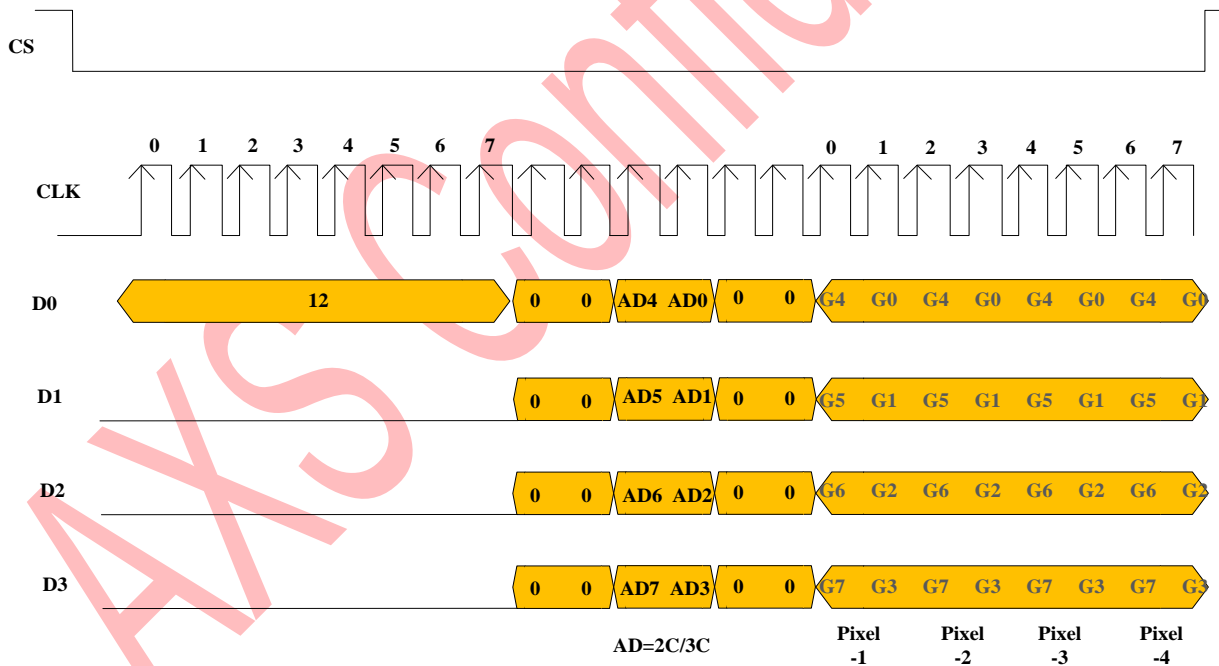 CS
0 1 2 3 4 5 6 7 0 1 2 3 4 5 6 7
CLK
D0 12 0 0 AD4 AD0 0 0 G4 G0 G4 G0 G4 G0 G4 G0
D1 0 0 AD5 AD1 0 0 G5 G1 G5 G1 G5 G1 G5 G1
D2 0 0 AD6 AD2 0 0 G6 G2 G6 G2 G6 G2 G6 G2
D3 0 0 AD7 AD3 0 0 G7 G3 G7 G3 G7 G3 G7 G3
AD=2C/3C Pixel Pixel Pixel Pixel
-1 -2 -3 -4
AXS